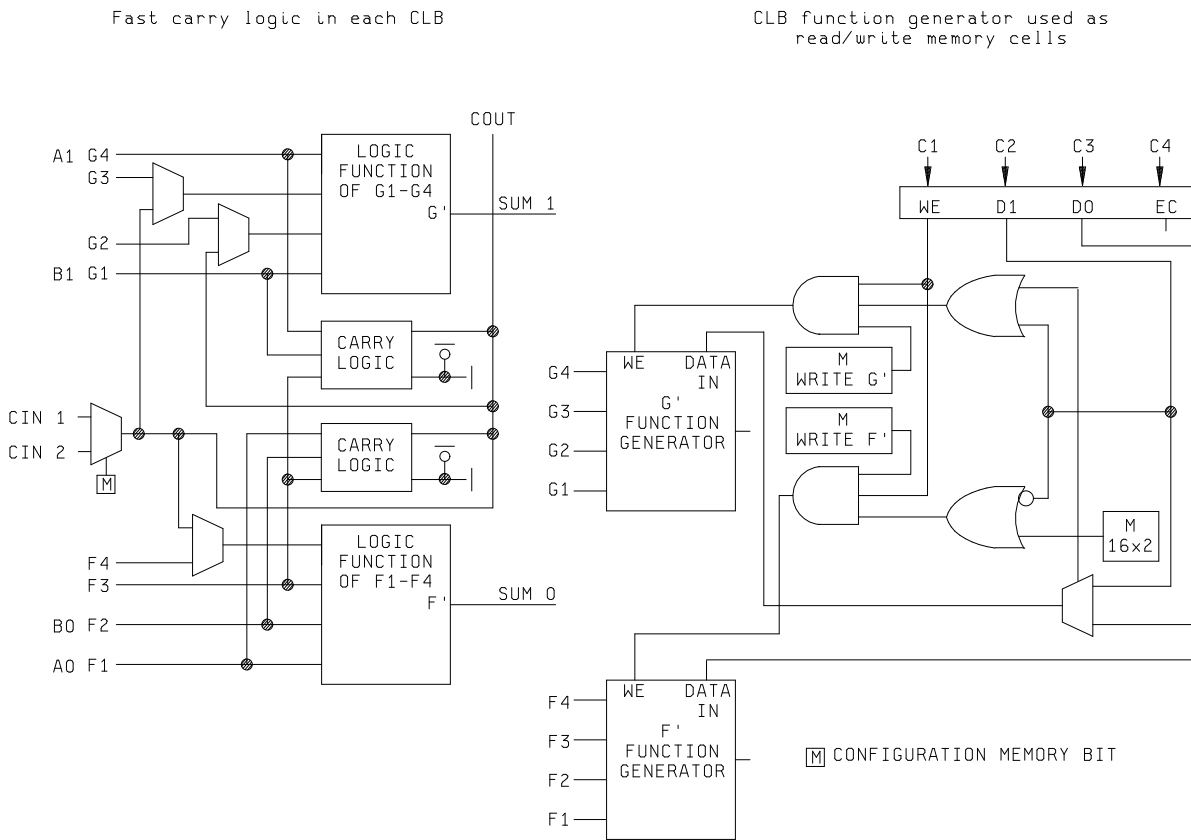 Fast carry logic in each CLB
CLB function generator used as
read/write memory cells
COUT
A1 G4
G3
G2
B1 G1
LOGIC
FUNCTION
OF G1-G4
G'
SUM 1
CARRY
LOGIC
CIN 1
CIN 2
M
CARRY
LOGIC
F4
F3
B0 F2
A0 F1
LOGIC
FUNCTION
OF F1-F4
F'
SUM 0
C1 C2 C3 C4
WE D1 D0 EC
WE DATA
IN
G4
G3
G2
G1
G'
FUNCTION
GENERATOR
M
WRITE G'
M
WRITE F'
M
16x2
WE DATA
IN
F4
F3
F2
F1
F'
FUNCTION
GENERATOR
M CONFIGURATION MEMORY BIT